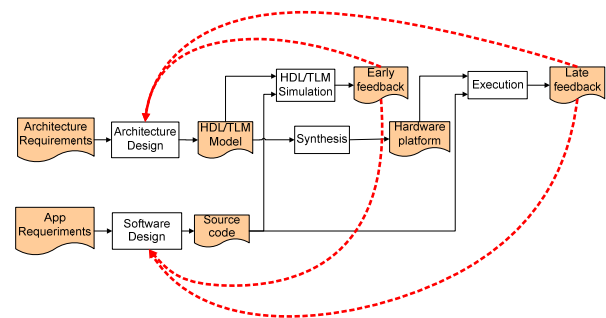 HDL/TLM
Simulation
Early
feedback
Execution
Late
feedback
Architecture
Requirements
Architecture
Design
HDL/TLM
Model
Synthesis
Hardware
platform
App
Requeriments
Software
Design
Source
code